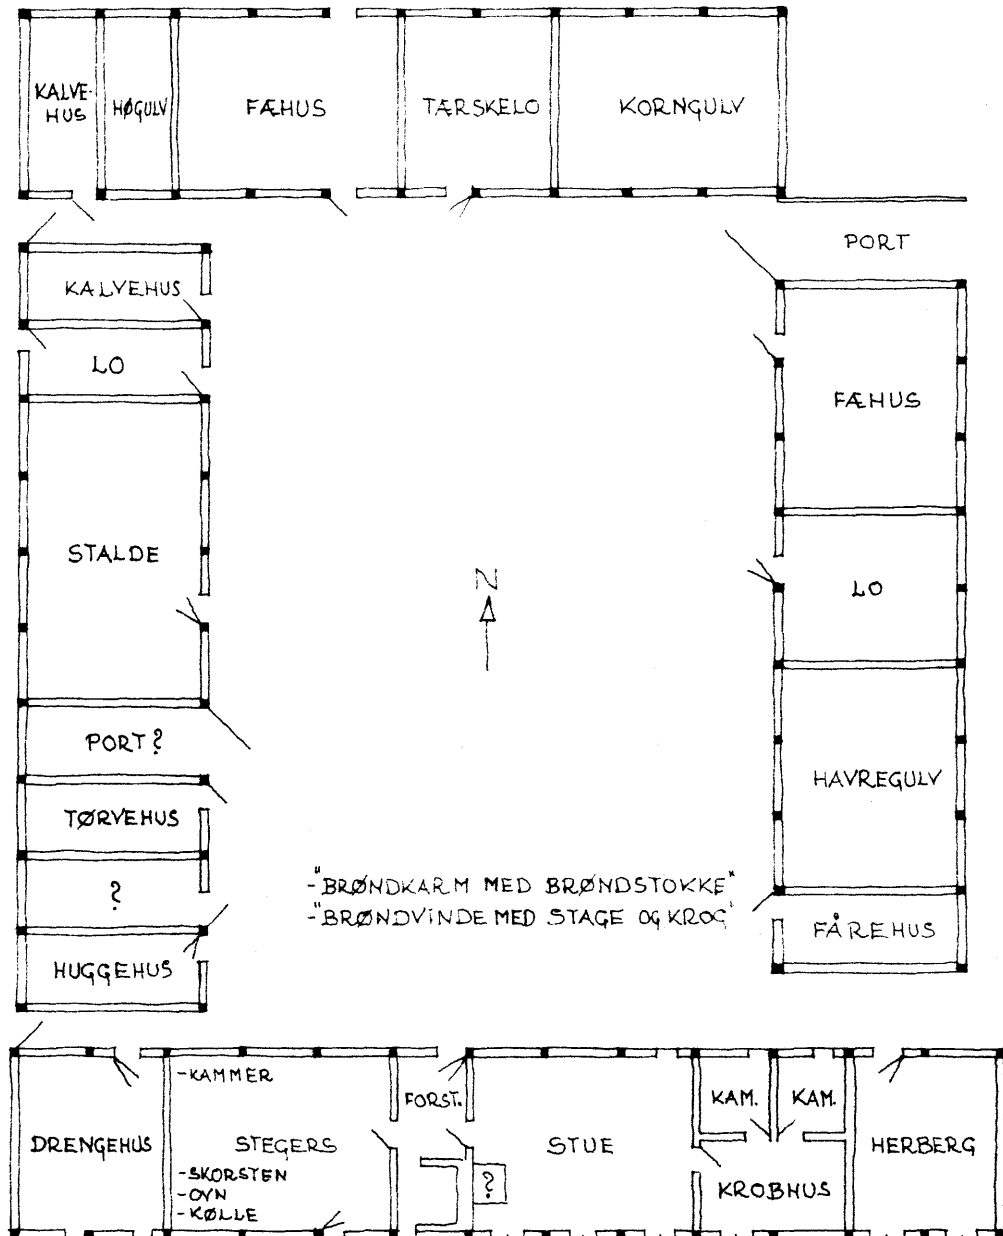 KALVE-
HUS
HØGULV
FÆHUS
TÆRSKELO
KORNGULV
PORT
KALVEHUS
LO
FÆHUS
STALDE
N
LO
PORT?
HAVREGULV
TØRVEHUS
?
-"BRØNDKARM MED BRØNDSTOKKE"
-"BRØNDVINDE MED STAGE OG KROG"
FÅREHUS
HUGGEHUS
-KAMMER
FORST.
KAM.
KAM.
DRENGEHUS
STEGERS
STUE
HERBERG
-SKORSTEN
-OVN
-KØLLE
?
KROBHUS